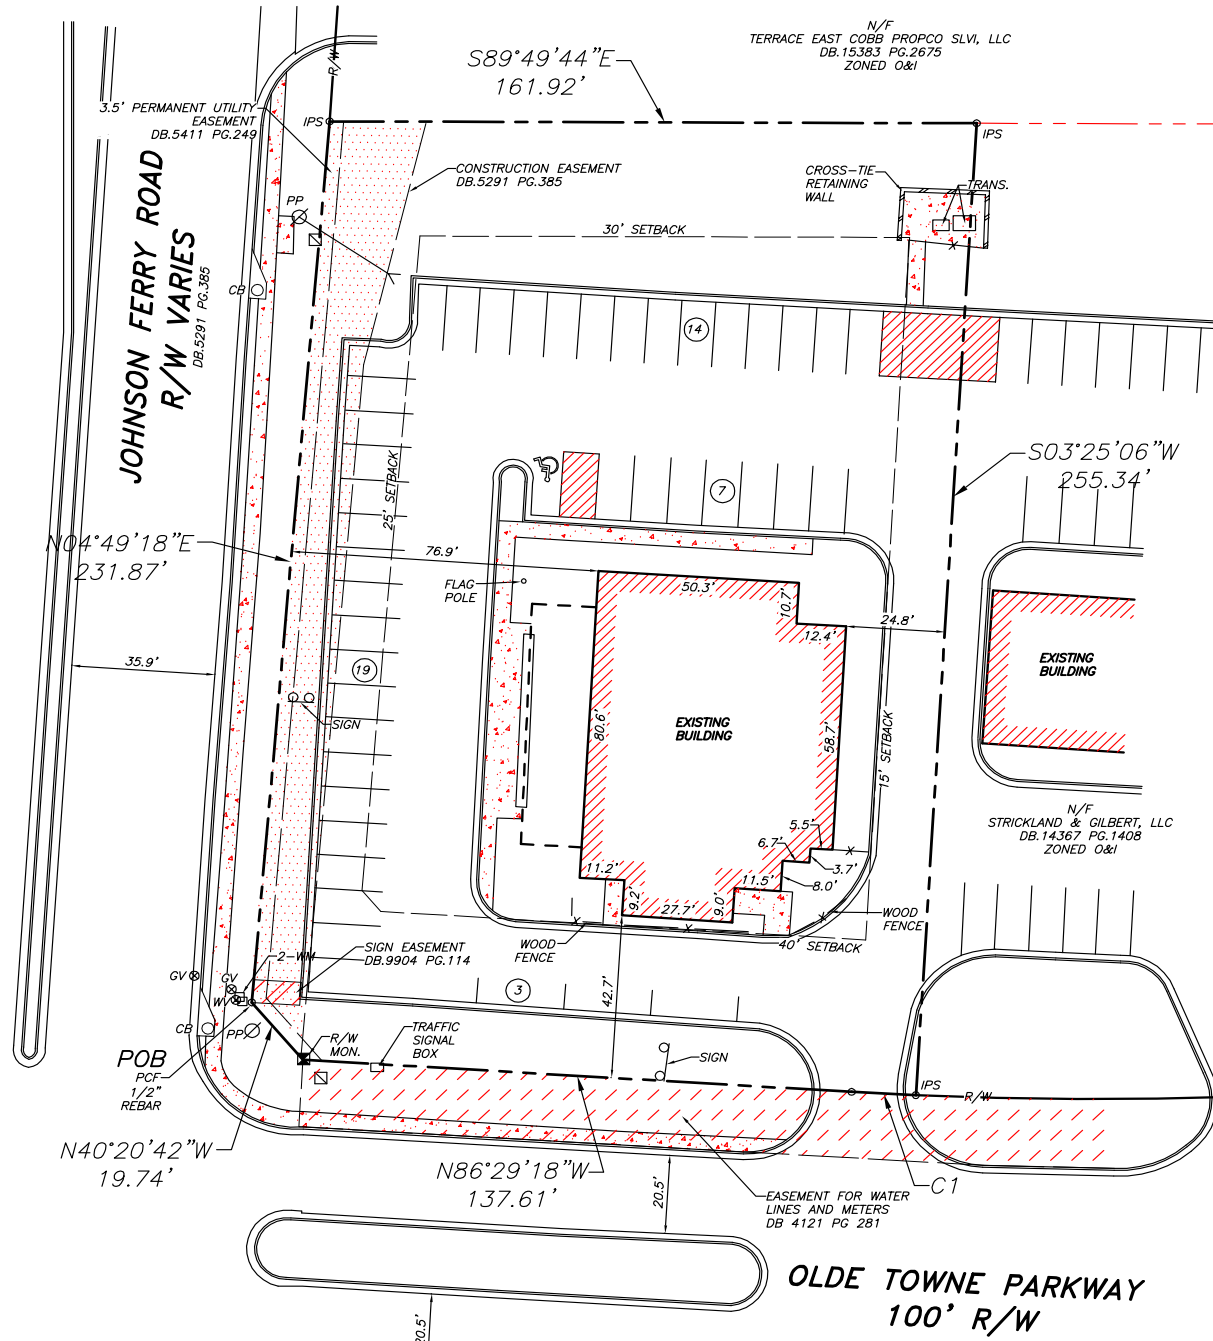 N/F
TERRACE EAST COBB PROPCO SLVI, LLC
DB.15383 PG.2675
ZONED O&I
S89°49'44"E
161.92'
R/W
3.5' PERMANENT UTILITY
EASEMENT
DB.5411 PG.249
IPS
IPS
CONSTRUCTION EASEMENT
DB.5291 PG.385
CROSS-TIE
RETAINING
WALL
TRANS.
PP
30' SETBACK
X
JOHNSON FERRY ROAD
R/W VARIES
DB.5291 PG.385
CB
14
S03°25'06"W
255.34'
25' SETBACK
7
N04°49'18"E
231.87'
76.9'
FLAG
POLE
50.3'
10.7'
12.4'
24.8'
35.9'
19
EXISTING
BUILDING
SIGN
80.6'
EXISTING
BUILDING
58.7'
15' SETBACK
N/F
STRICKLAND & GILBERT, LLC
DB.14367 PG.1408
ZONED O&I
5.5'
X
6.7'
3.7'
11.2'
11.5'
8.0'
9.2'
27.7'
9.0'
X
X
X
WOOD
FENCE
WOOD
FENCE
40' SETBACK
SIGN EASEMENT
DB.9904 PG.114
2-WM
GV
GV
WV
3
42.7'
CB
PP
R/W
MON.
TRAFFIC
SIGNAL
BOX
SIGN
POB
PCF
1/2"
REBAR
IPS
R/W
N40°20'42"W
19.74'
N86°29'18"W
137.61'
20.5'
C1
EASEMENT FOR WATER
LINES AND METERS
DB 4121 PG 281
OLDE TOWNE PARKWAY
100' R/W
20.5'